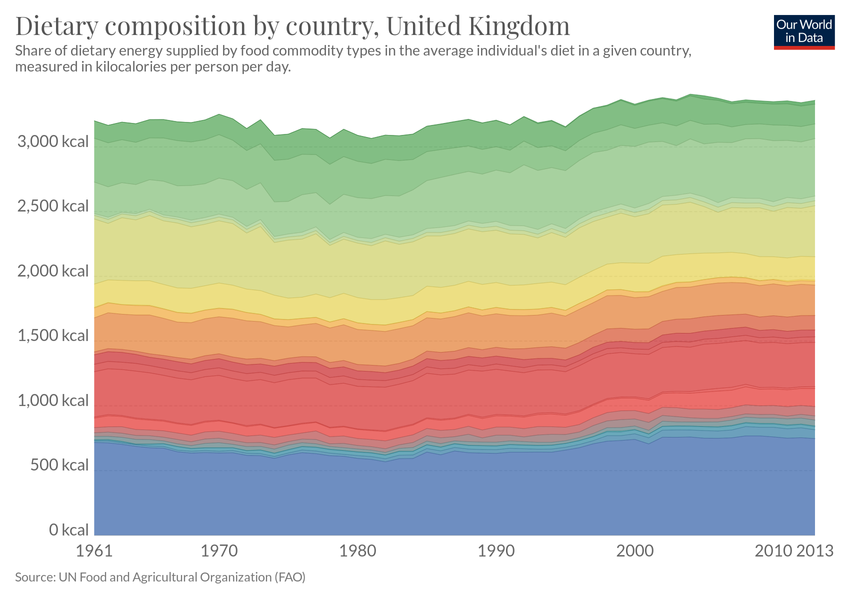 Dietary composition by country, United Kingdom
Our World
in Data
Share of dietary energy supplied by food commodity types in the average individual's diet in a given country,
measured in kilocalories per person per day.
3,000 kcal
2,500 kcal
2,000 kcal
1,500 kcal
1,000 kcal
500 kcal
0 kcal
1961 1970 1980 1990 2000 2010 2013
Source: UN Food and Agricultural Organization (FAO)